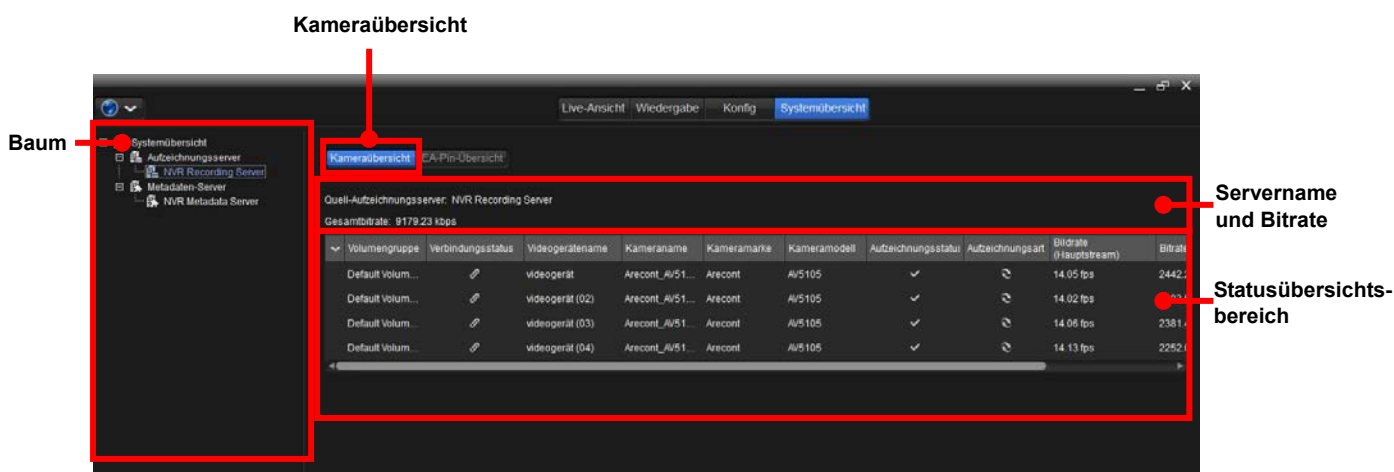 Kameraübersicht
Live-Ansicht Wiedergabe Konfig Systemübersicht
Baum
Systemübersicht
Aufzeichnungsserver
NVR Recording Server
Metadaten-Server
NVR Metadata Server
Kameraübersicht EA-Pin-Übersicht
Quell-Aufzeichnungsserver: NVR Recording Server
Gesamtbitrate: 9179.23 kbps
Servername
und Bitrate
Volumengruppe Verbindungsstatus Videogerätename Kameraname Kameramarke Kameramodell Aufzeichnungsstatu Aufzeichnungsart Bildrate (Hauptstream) Bitrate
Default Volum... videogerät Arecont_AV51... Arecont AV5105 14.05 fps 2442.
Default Volum... videogerät (02) Arecont_AV51... Arecont AV5105 14.02 fps
Default Volum... videogerät (03) Arecont_AV51... Arecont AV5105 14.06 fps 2381.
Default Volum... videogerät (04) Arecont_AV51... Arecont AV5105 14.13 fps 2252.
Statusübersichts-
bereich